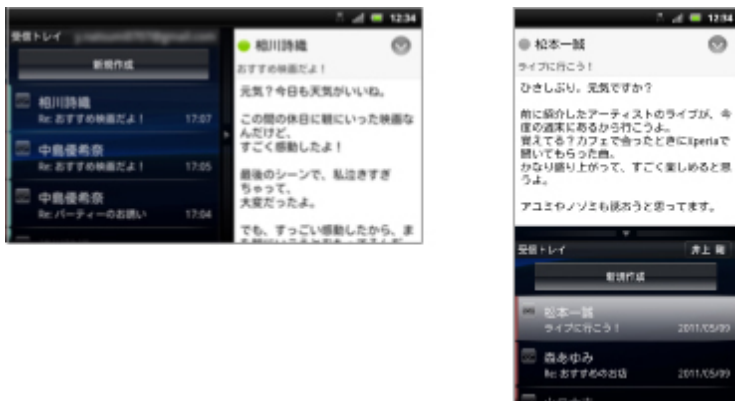 12:34
受信トレイ
新規作成
相川詩織
Re: おすすめ映画だよ！ 17:07
中島優希奈
Re: おすすめ映画だよ！ 17:05
中島優希奈
Re: パーティーのお誘い 17:04
相川詩織
おすすめ映画だよ！
元気？今日も天気がいいね。
この間の休日に観にいった映画な
んだけど、
すごく感動したよ！
最後のシーンで、私泣きすぎ
ちゃって、
大変だったよ。
でも、すっごい感動したから、ま
12:34
松本一誠
ライブに行こう！
ひさしぶり。元気ですか？
前に紹介したアーティストのライブが、今
度の週末にあるから行こうよ。
覚えてる？カフェで会ったときにXperiaで
聞いてもらった曲。
かなり盛り上がって、すごく楽しめると思
うよ。
アユミやノゾミも誘おうと思ってます。
受信トレイ
新規作成
松本一誠
ライブに行こう！ 2011/05/09
森あゆみ
Re: おすすめのお店 2011/05/09